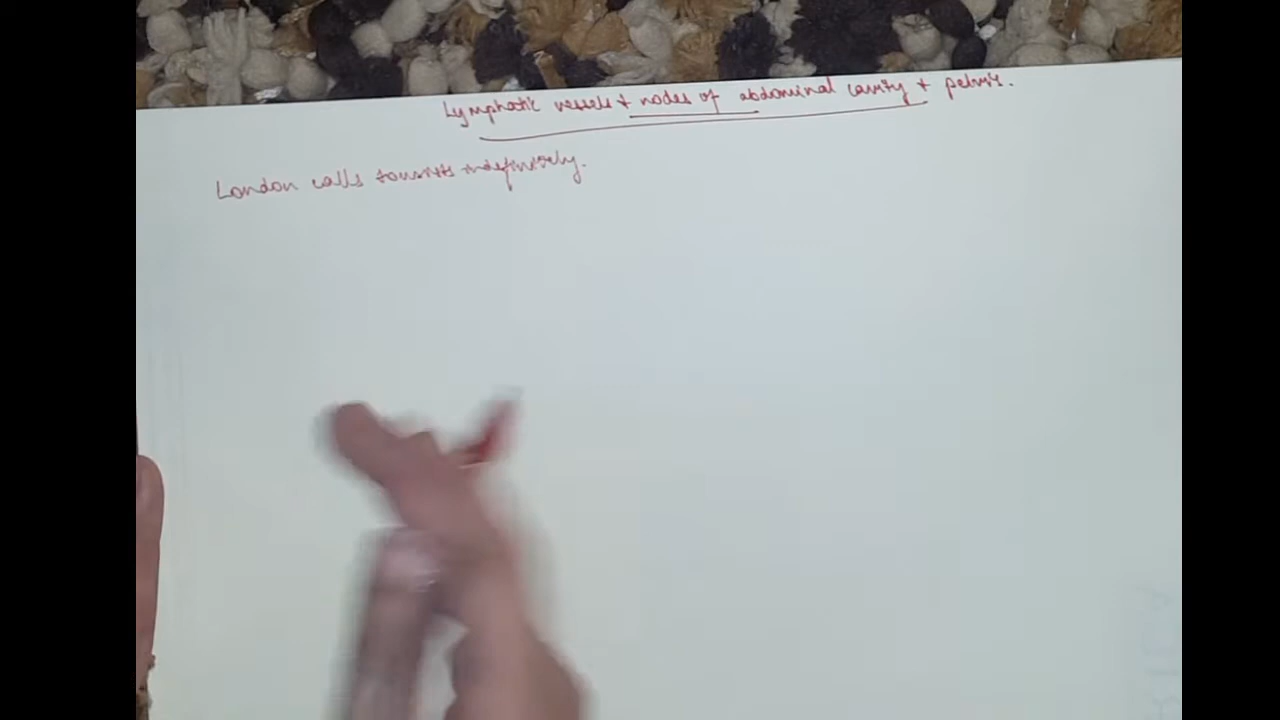 Lymphatic vessels + nodes of abdominal cavity + pelvis.
London calls tourists indefinitely.